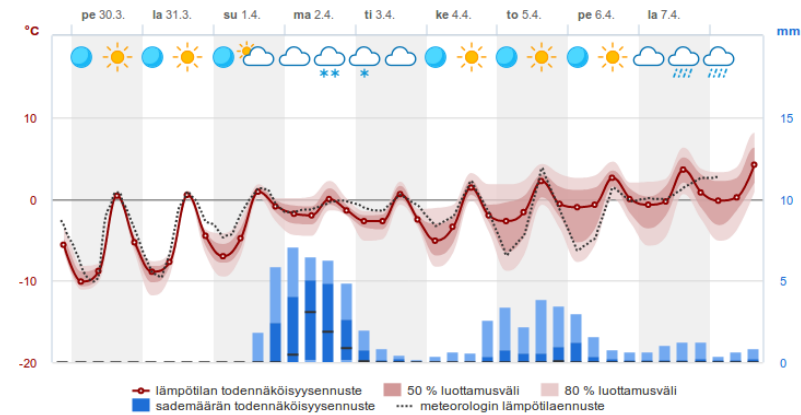 pe 30.3. la 31.3. su 1.4. ma 2.4. ti 3.4. ke 4.4. to 5.4. pe 6.4. la 7.4.
°C mm
10 15
0 10
-10 5
-20 0
lämpötilan todennäköisyysennuste 50 % luottamusväli 80 % luottamusväli
sademäärän todennäköisyysennuste meteorologin lämpötilaennuste